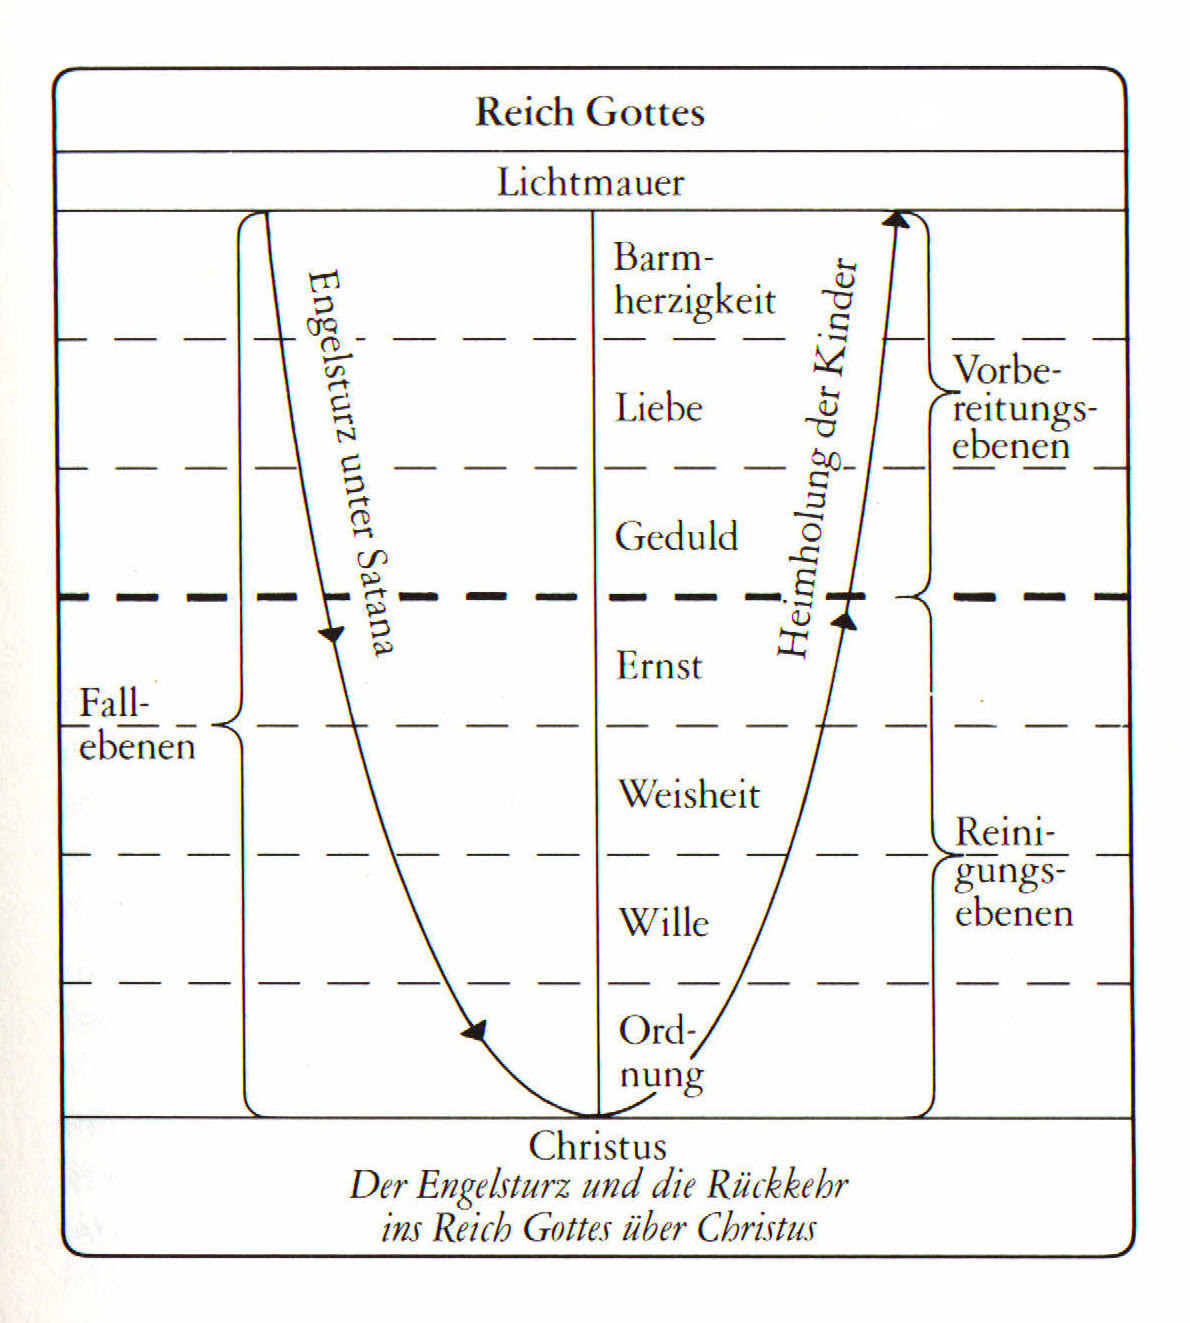 Reich Gottes
Lichtmauer
Engelsturz unter Satana
Barm-
herzigkeit
Liebe
Geduld
Ernst
Weisheit
Wille
Ord-
nung
Heimholung der Kinder
Vorbe-
reitungs-
ebenen
Fall-
ebenen
Reini-
gungs-
ebenen
Christus
Der Engelsturz und die Rückkehr
ins Reich Gottes über Christus